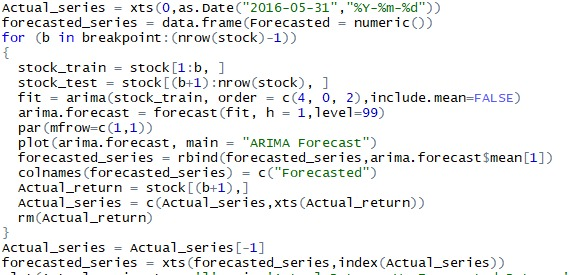 Actual_series = xts(0,as.Date("2016-05-31","%Y-%m-%d"))
forecasted_series = data.frame(Forecasted = numeric())
for (b in breakpoint:(nrow(stock)-1))
{
stock_train = stock[1:b, ]
stock_test = stock[(b+1):nrow(stock), ]
fit = arima(stock_train, order = c(4, 0, 2),include.mean=FALSE)
arima.forecast = forecast(fit, h = 1,level=99)
par(mfrow=c(1,1))
plot(arima.forecast, main = "ARIMA Forecast")
forecasted_series = rbind(forecasted_series,arima.forecast$mean[1])
colnames(forecasted_series) = c("Forecasted")
Actual_return = stock[(b+1),]
Actual_series = c(Actual_series,xts(Actual_return))
rm(Actual_return)
}
Actual_series = Actual_series[-1]
forecasted_series = xts(forecasted_series,index(Actual_series))